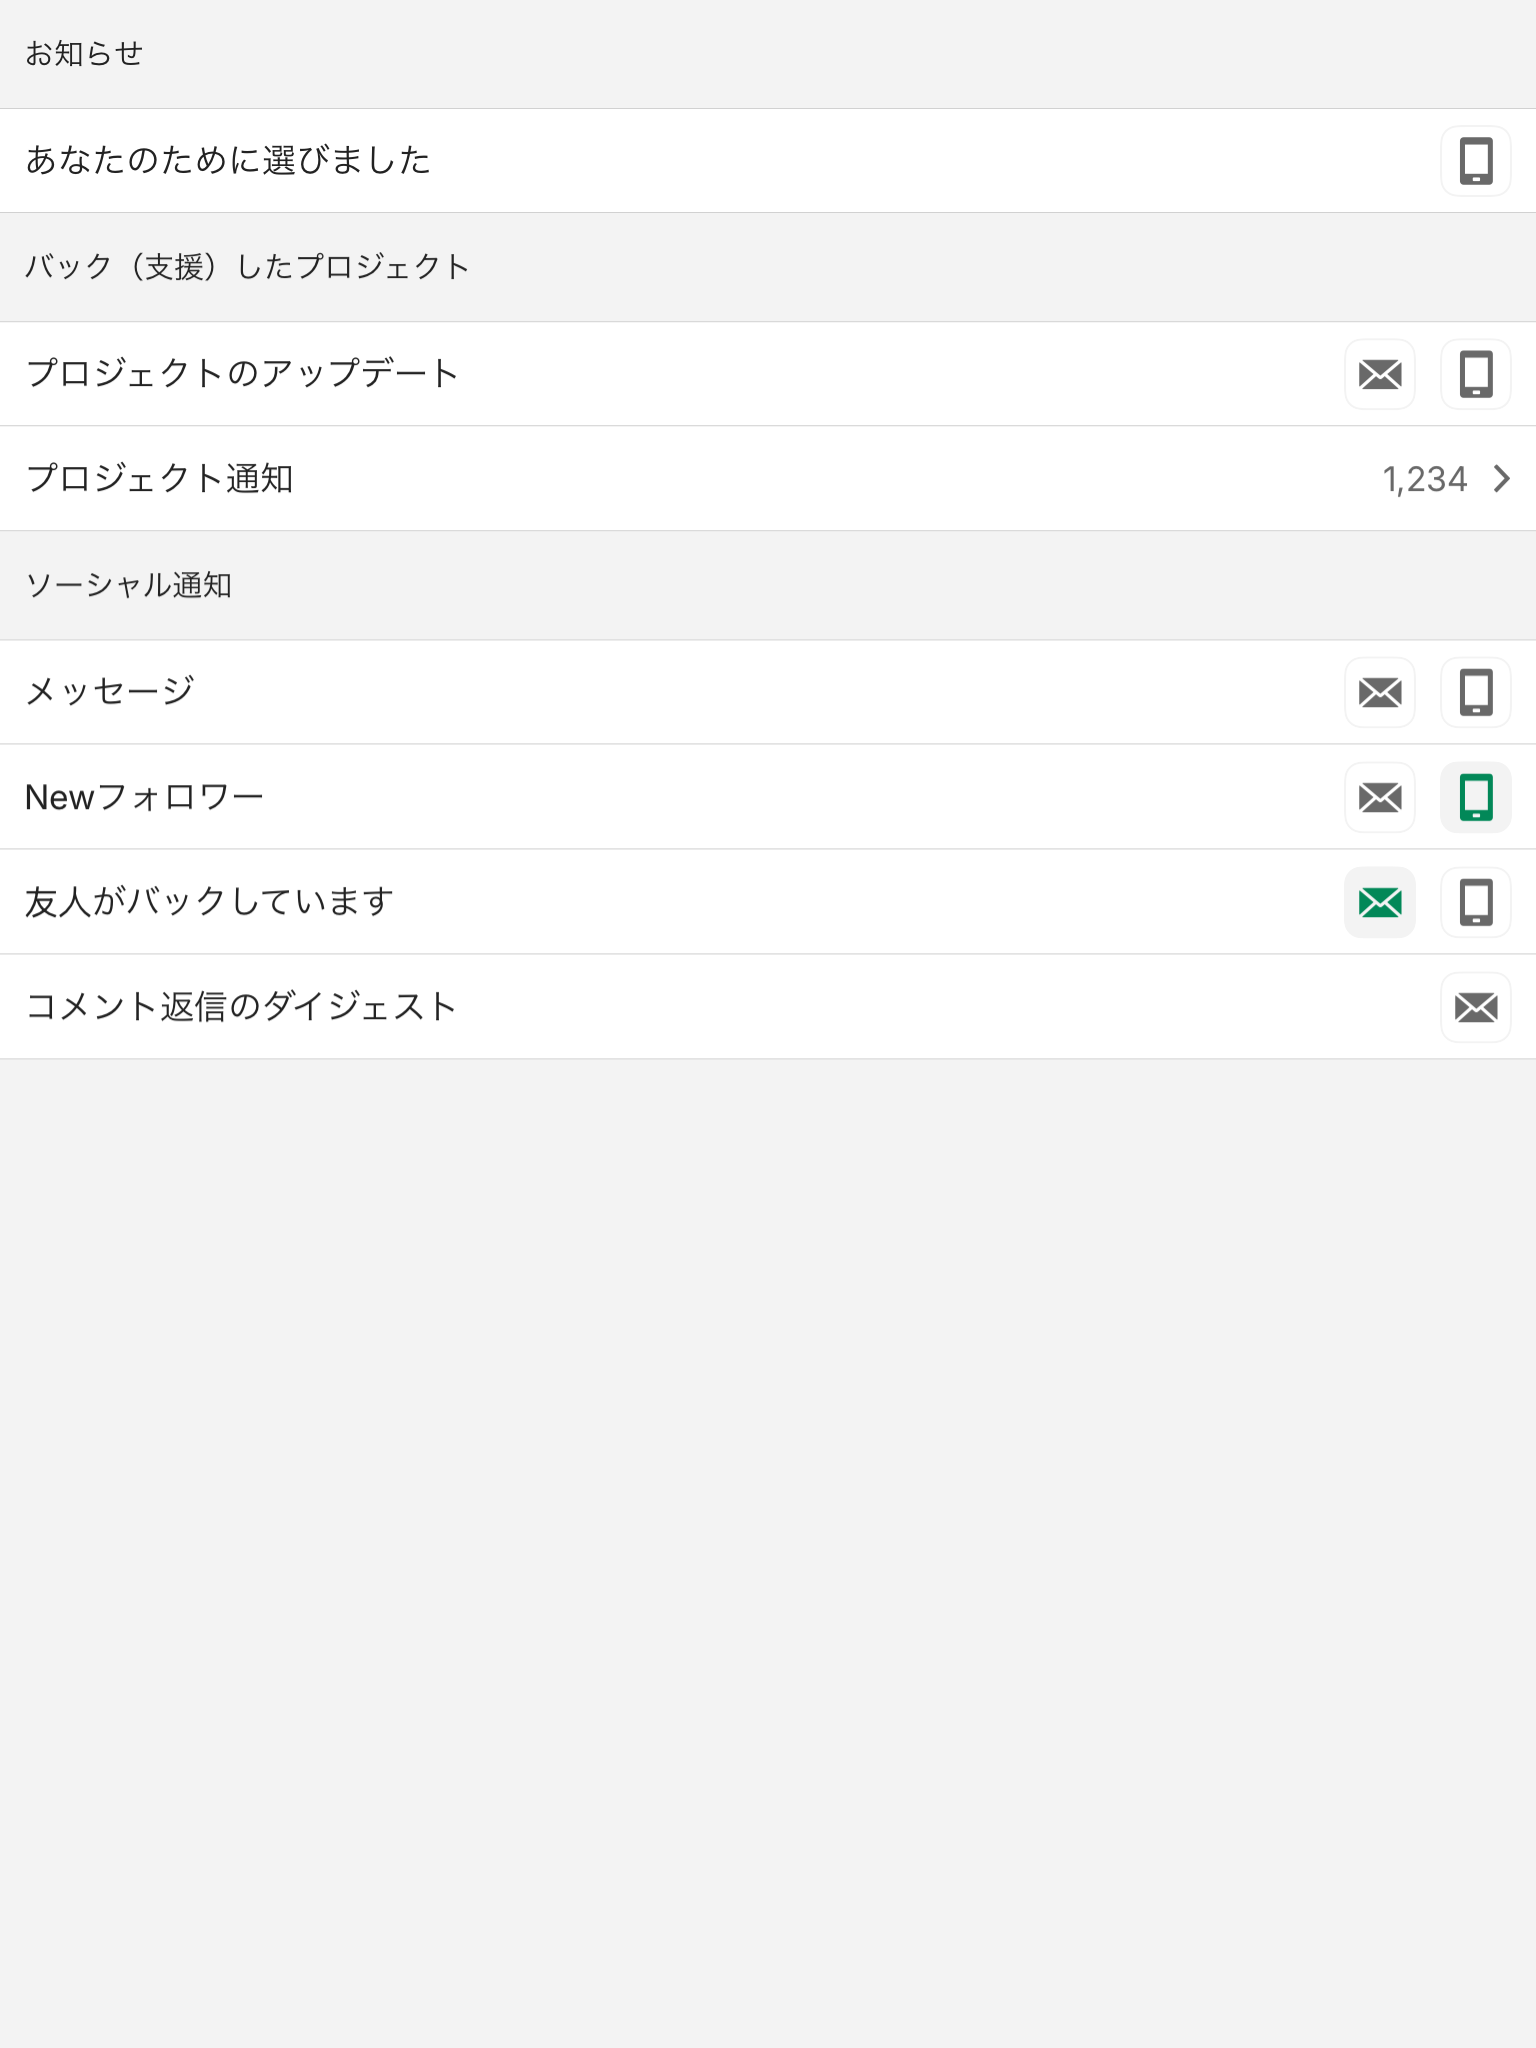 お知らせ
あなたのために選びました
バック（支援）したプロジェクト
プロジェクトのアップデート
プロジェクト通知 1,234
ソーシャル通知
メッセージ
Newフォロワー
友人がバックしています
コメント返信のダイジェスト